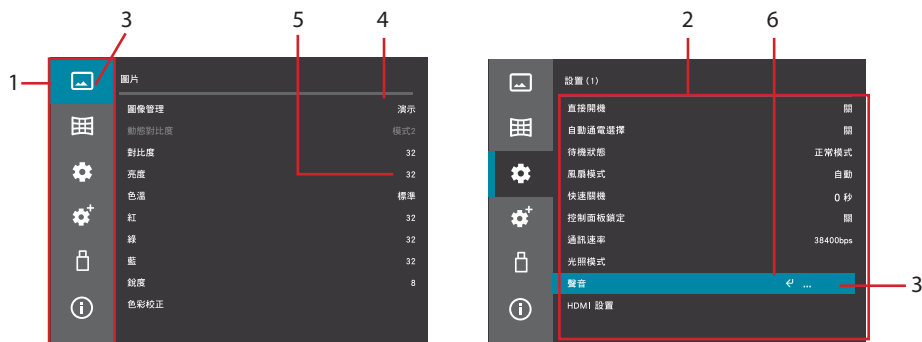 3 5 4 2 6
1
圖片
圖像管理 演示
動態對比度 模式2
對比度 32
亮度 32
色溫 標準
紅 32
綠 32
藍 32
銳度 8
色彩校正
設置 (1)
直接開機 關
自動通電選擇 關
待機狀態 正常模式
風扇模式 自動
快速關機 0 秒
控制面板鎖定 關
通訊速率 38400bps
光照模式
聲音 ...
3
HDMI 設置